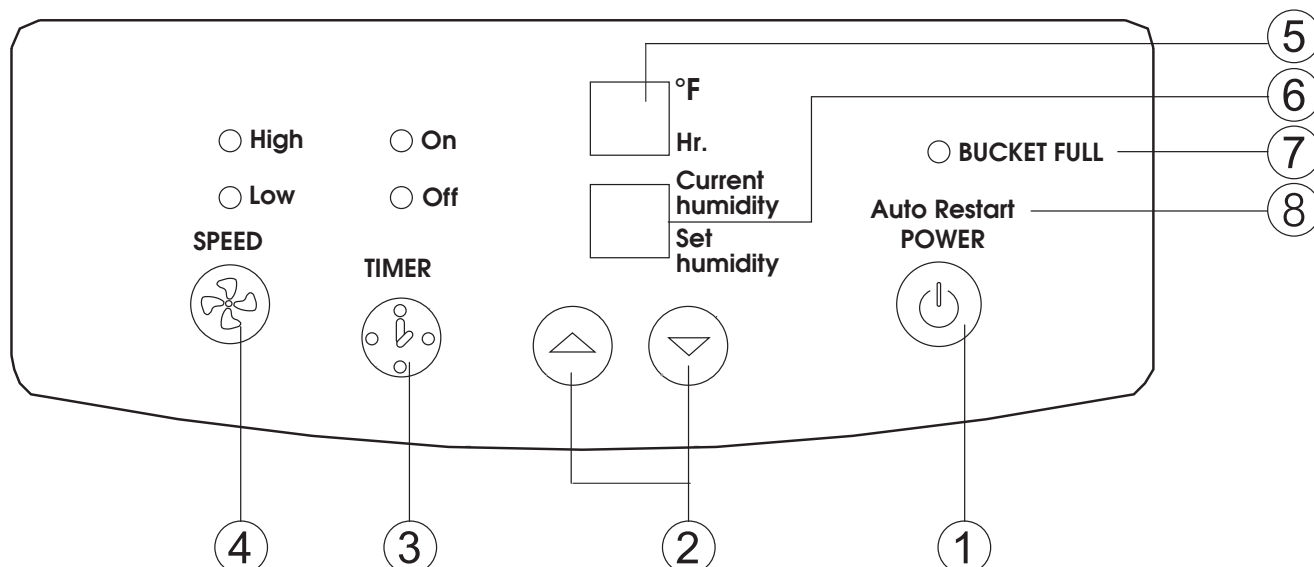 5
°F
6
Hr.
High
On
BUCKET FULL
7
Current
humidity
Low
Off
Auto Restart
8
POWER
SPEED
Set
humidity
TIMER
4
3
2
1